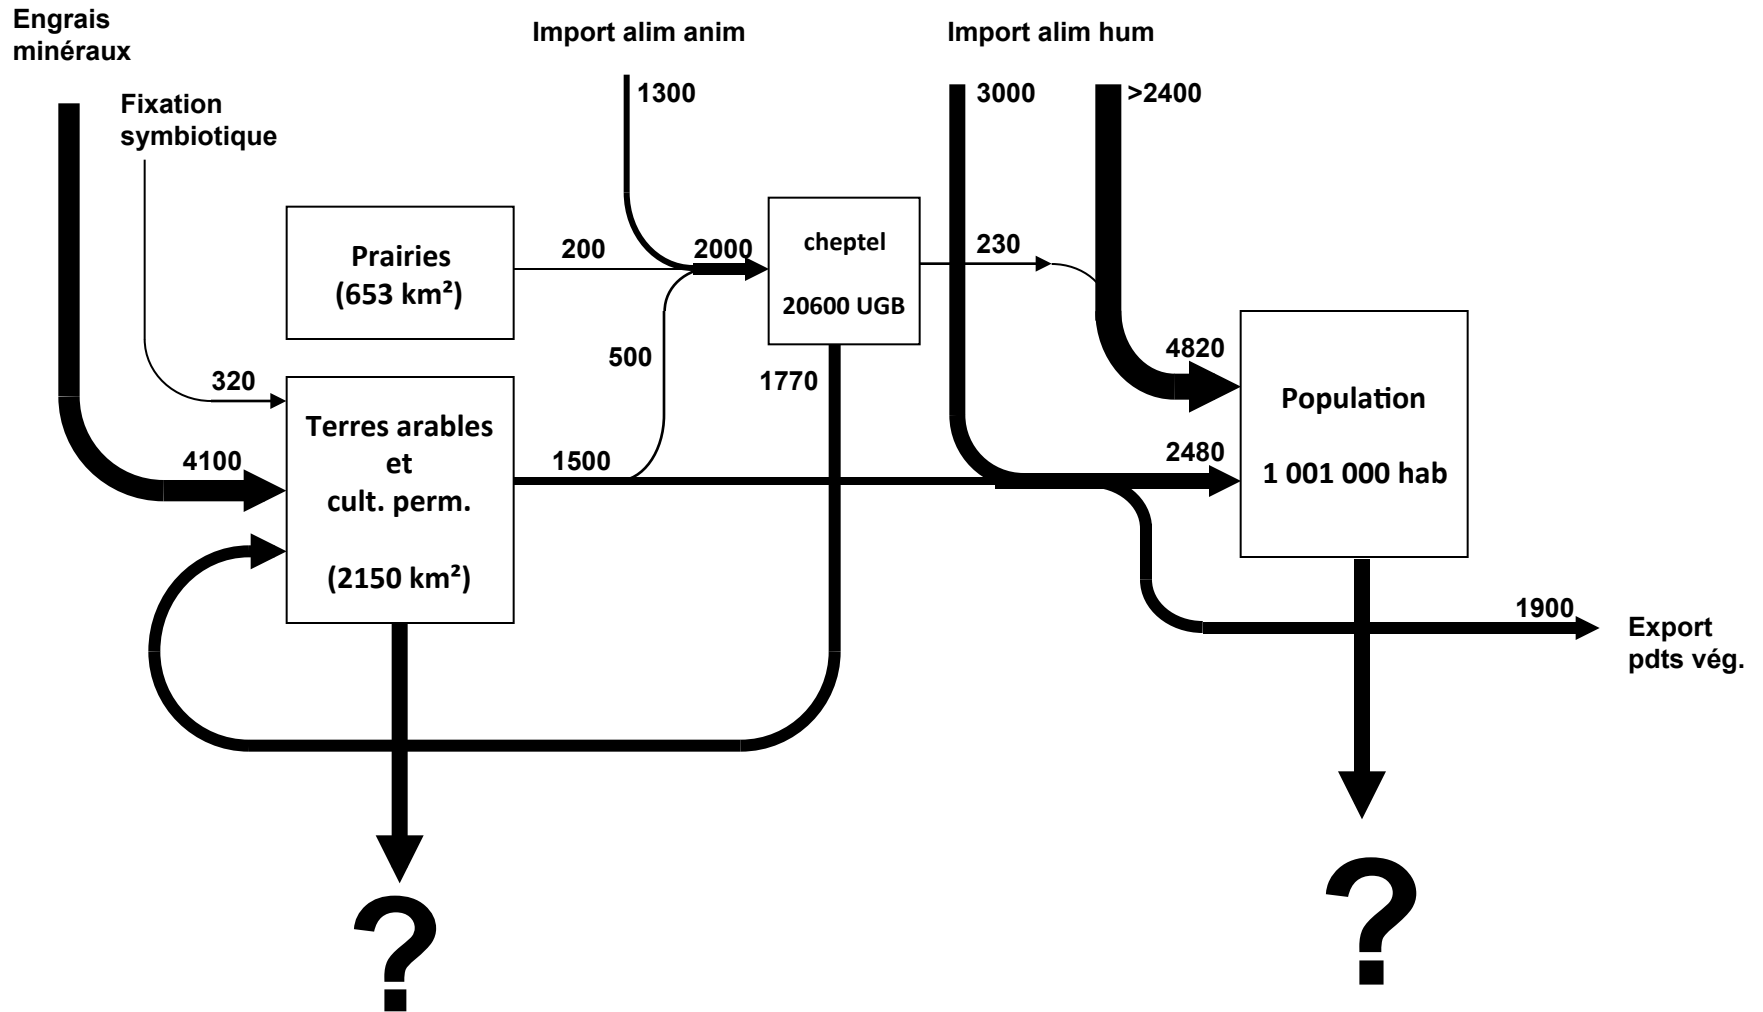 Engrais
minéraux
Import alim anim
Import alim hum
1300
3000
>2400
Fixation
symbiotique
Prairies
(653 km²)
200
2000
cheptel
20600 UGB
230
500
1770
4820
320
Terres arables
et
cult. perm.
(2150 km²)
4100
1500
2480
Population
1 001 000 hab
1900
Export
pdts vég.
?
?